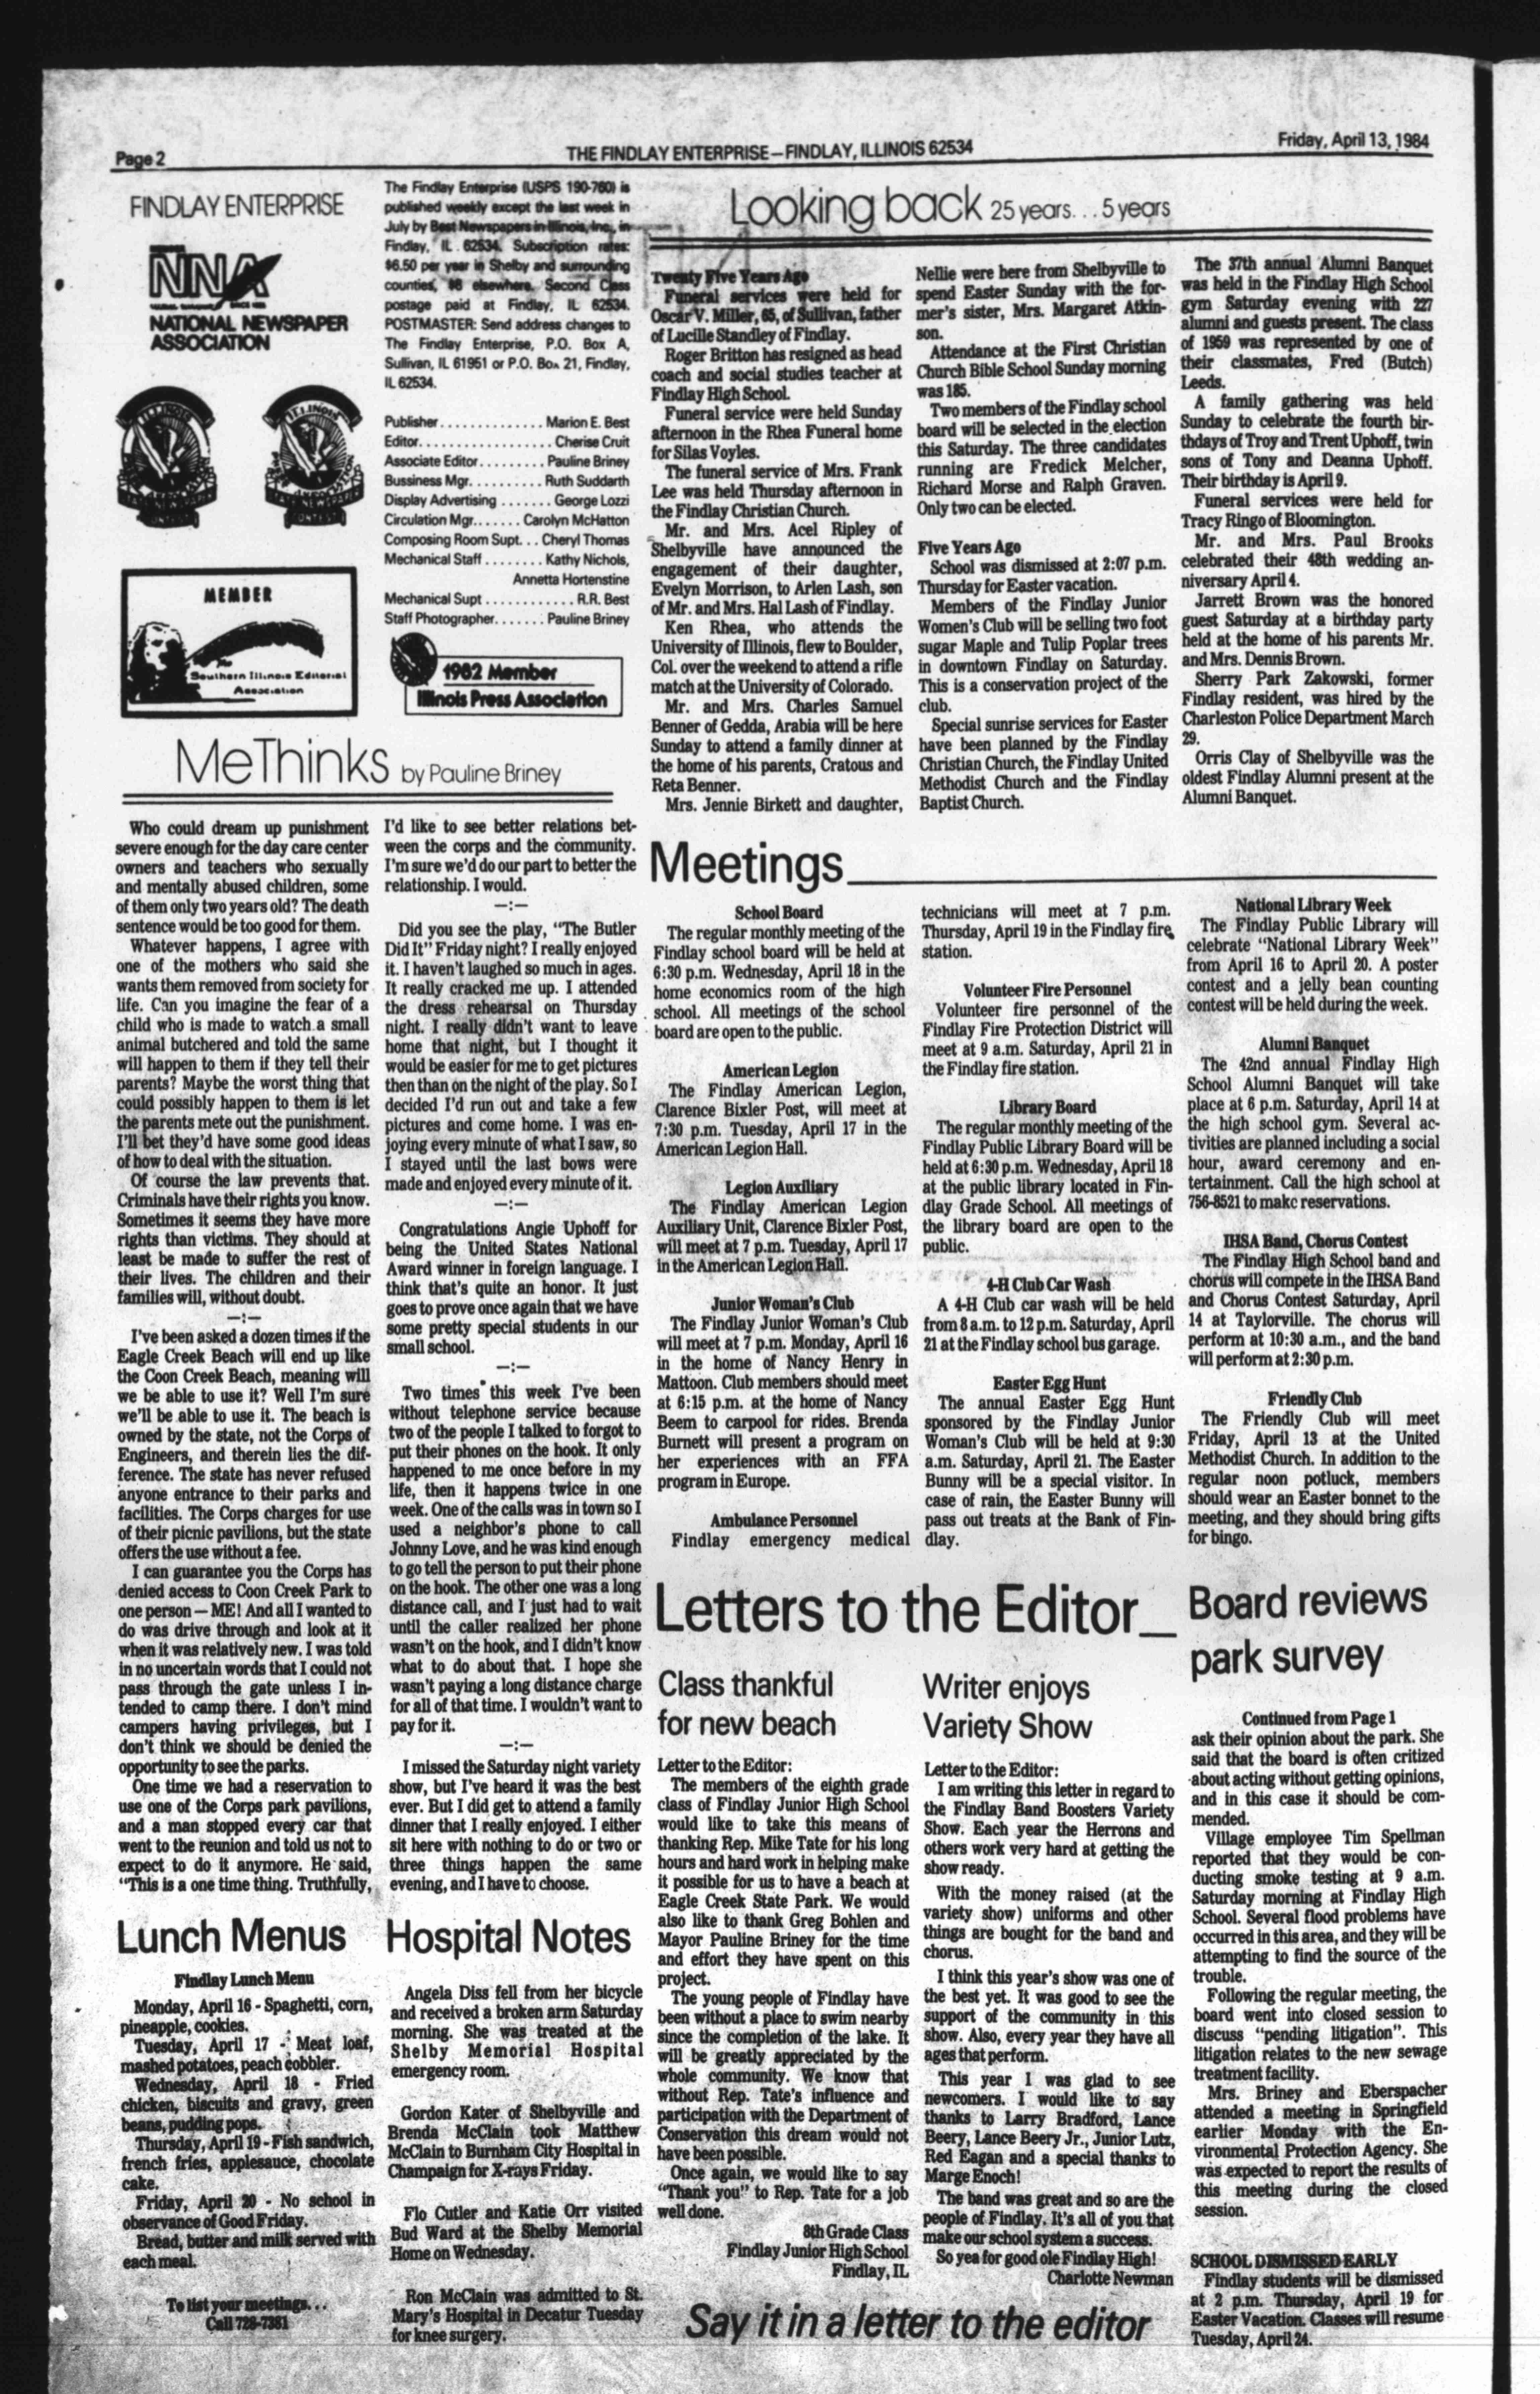 Page 2
THE FINDLAY ENTERPRISE—FINDLAY, ILLINOIS 62534
Friday, April 13, 1984
FINDLAY ENTERPRISE
NNA
NATIONAL NEWSPAPER
ASSOCIATION
MEMBER
Southern Illinois Editorial
Association
The Findlay Enterprise (USPS 190-760) is
published weekly except the last week in
July by Best Newspapers in Illinois, Inc., in
Findlay, IL 62534. Subscription rates:
$6.50 per year in Shelby and surrounding
counties, $8 elsewhere. Second Class
postage paid at Findlay, IL 62534.
POSTMASTER: Send address changes to
The Findlay Enterprise, P.O. Box A,
Sullivan, IL 61951 or P.O. Box 21, Findlay,
IL 62534.
Publisher.............. Marion E. Best
Editor.................. Cherise Cruit
Associate Editor......... Pauline Briney
Bussiness Mgr.......... Ruth Suddarth
Display Advertising ....... George Lozzi
Circulation Mgr....... Carolyn McHatton
Composing Room Supt... Cheryl Thomas
Mechanical Staff ........ Kathy Nichols,
Annetta Hortenstine
Mechanical Supt ............ R.R. Best
Staff Photographer....... Pauline Briney
1982 Member
Illinois Press Association
MeThinks by Pauline Briney
Who could dream up punishment
severe enough for the day care center
owners and teachers who sexually
and mentally abused children, some
of them only two years old? The death
sentence would be too good for them.
Whatever happens, I agree with
one of the mothers who said she
wants them removed from society for
life. Can you imagine the fear of a
child who is made to watch a small
animal butchered and told the same
will happen to them if they tell their
parents? Maybe the worst thing that
could possibly happen to them is let
the parents mete out the punishment.
I'll bet they'd have some good ideas
of how to deal with the situation.
Of course the law prevents that.
Criminals have their rights you know.
Sometimes it seems they have more
rights than victims. They should at
least be made to suffer the rest of
their lives. The children and their
families will, without doubt.
—:—
I've been asked a dozen times if the
Eagle Creek Beach will end up like
the Coon Creek Beach, meaning will
we be able to use it? Well I'm sure
we'll be able to use it. The beach is
owned by the state, not the Corps of
Engineers, and therein lies the dif-
ference. The state has never refused
anyone entrance to their parks and
facilities. The Corps charges for use
of their picnic pavilions, but the state
offers the use without a fee.
I can guarantee you the Corps has
denied access to Coon Creek Park to
one person — ME! And all I wanted to
do was drive through and look at it
when it was relatively new. I was told
in no uncertain words that I could not
pass through the gate unless I in-
tended to camp there. I don't mind
campers having privileges, but I
don't think we should be denied the
opportunity to see the parks.
One time we had a reservation to
use one of the Corps park pavilions,
and a man stopped every car that
went to the reunion and told us not to
expect to do it anymore. He said,
"This is a one time thing. Truthfully,
I'd like to see better relations bet-
ween the corps and the community.
I'm sure we'd do our part to better the
relationship. I would.
—:—
Did you see the play, "The Butler
Did It" Friday night? I really enjoyed
it. I haven't laughed so much in ages.
It really cracked me up. I attended
the dress rehearsal on Thursday
night. I really didn't want to leave
home that night, but I thought it
would be easier for me to get pictures
then than on the night of the play. So I
decided I'd run out and take a few
pictures and come home. I was en-
joying every minute of what I saw, so
I stayed until the last bows were
made and enjoyed every minute of it.
—:—
Congratulations Angie Uphoff for
being the United States National
Award winner in foreign language. I
think that's quite an honor. It just
goes to prove once again that we have
some pretty special students in our
small school.
—:—
Two times this week I've been
without telephone service because
two of the people I talked to forgot to
put their phones on the hook. It only
happened to me once before in my
life, then it happens twice in one
week. One of the calls was in town so I
used a neighbor's phone to call
Johnny Love, and he was kind enough
to go tell the person to put their phone
on the hook. The other one was a long
distance call, and I just had to wait
until the caller realized her phone
wasn't on the hook, and I didn't know
what to do about that. I hope she
wasn't paying a long distance charge
for all of that time. I wouldn't want to
pay for it.
—:—
I missed the Saturday night variety
show, but I've heard it was the best
ever. But I did get to attend a family
dinner that I really enjoyed. I either
sit here with nothing to do or two or
three things happen the same
evening, and I have to choose.
Lunch Menus
Findlay Lunch Menu
Monday, April 16 - Spaghetti, corn,
pineapple, cookies.
Tuesday, April 17 - Meat loaf,
mashed potatoes, peach cobbler.
Wednesday, April 18 - Fried
chicken, biscuits and gravy, green
beans, pudding pops.
Thursday, April 19 - Fish sandwich,
french fries, applesauce, chocolate
cake.
Friday, April 20 - No school in
observance of Good Friday.
Bread, butter and milk served with
each meal.
To list your meetings...
Call 728-7381
Hospital Notes
Angela Diss fell from her bicycle
and received a broken arm Saturday
morning. She was treated at the
Shelby Memorial Hospital
emergency room.
Gordon Kater of Shelbyville and
Brenda McClain took Matthew
McClain to Burnham City Hospital in
Champaign for X-rays Friday.
Flo Cutler and Katie Orr visited
Bud Ward at the Shelby Memorial
Home on Wednesday.
Ron McClain was admitted to St.
Mary's Hospital in Decatur Tuesday
for knee surgery.
Looking back 25 years...5 years
Twenty Five Years Ago
Funeral services were held for
Oscar V. Miller, 65, of Sullivan, father
of Lucille Standley of Findlay.
Roger Britton has resigned as head
coach and social studies teacher at
Findlay High School.
Funeral service were held Sunday
afternoon in the Rhea Funeral home
for Silas Voyles.
The funeral service of Mrs. Frank
Lee was held Thursday afternoon in
the Findlay Christian Church.
Mr. and Mrs. Acel Ripley of
Shelbyville have announced the
engagement of their daughter,
Evelyn Morrison, to Arlen Lash, son
of Mr. and Mrs. Hal Lash of Findlay.
Ken Rhea, who attends the
University of Illinois, flew to Boulder,
Col. over the weekend to attend a rifle
match at the University of Colorado.
Mr. and Mrs. Charles Samuel
Benner of Gedda, Arabia will be here
Sunday to attend a family dinner at
the home of his parents, Cratous and
Reta Benner.
Mrs. Jennie Birkett and daughter,
Nellie were here from Shelbyville to
spend Easter Sunday with the for-
mer's sister, Mrs. Margaret Atkin-
son.
Attendance at the First Christian
Church Bible School Sunday morning
was 185.
Two members of the Findlay school
board will be selected in the election
this Saturday. The three candidates
running are Fredick Melcher,
Richard Morse and Ralph Graven.
Only two can be elected.
Five Years Ago
School was dismissed at 2:07 p.m.
Thursday for Easter vacation.
Members of the Findlay Junior
Women's Club will be selling two foot
sugar Maple and Tulip Poplar trees
in downtown Findlay on Saturday.
This is a conservation project of the
club.
Special sunrise services for Easter
have been planned by the Findlay
Christian Church, the Findlay United
Methodist Church and the Findlay
Baptist Church.
The 37th annual Alumni Banquet
was held in the Findlay High School
gym Saturday evening with 227
alumni and guests present. The class
of 1959 was represented by one of
their classmates, Fred (Butch)
Leeds.
A family gathering was held
Sunday to celebrate the fourth bir-
thdays of Troy and Trent Uphoff, twin
sons of Tony and Deanna Uphoff.
Their birthday is April 9.
Funeral services were held for
Tracy Ringo of Bloomington.
Mr. and Mrs. Paul Brooks
celebrated their 48th wedding an-
niversary April 4.
Jarrett Brown was the honored
guest Saturday at a birthday party
held at the home of his parents Mr.
and Mrs. Dennis Brown.
Sherry Park Zakowski, former
Findlay resident, was hired by the
Charleston Police Department March
29.
Orris Clay of Shelbyville was the
oldest Findlay Alumni present at the
Alumni Banquet.
Meetings
School Board
The regular monthly meeting of the
Findlay school board will be held at
6:30 p.m. Wednesday, April 18 in the
home economics room of the high
school. All meetings of the school
board are open to the public.
American Legion
The Findlay American Legion,
Clarence Bixler Post, will meet at
7:30 p.m. Tuesday, April 17 in the
American Legion Hall.
Legion Auxiliary
The Findlay American Legion
Auxiliary Unit, Clarence Bixler Post,
will meet at 7 p.m. Tuesday, April 17
in the American Legion Hall.
Junior Woman's Club
The Findlay Junior Woman's Club
will meet at 7 p.m. Monday, April 16
in the home of Nancy Henry in
Mattoon. Club members should meet
at 6:15 p.m. at the home of Nancy
Beem to carpool for rides. Brenda
Burnett will present a program on
her experiences with an FFA
program in Europe.
Ambulance Personnel
Findlay emergency medical
technicians will meet at 7 p.m.
Thursday, April 19 in the Findlay fire
station.
Volunteer Fire Personnel
Volunteer fire personnel of the
Findlay Fire Protection District will
meet at 9 a.m. Saturday, April 21 in
the Findlay fire station.
Library Board
The regular monthly meeting of the
Findlay Public Library Board will be
held at 6:30 p.m. Wednesday, April 18
at the public library located in Fin-
dlay Grade School. All meetings of
the library board are open to the
public.
4-H Club Car Wash
A 4-H Club car wash will be held
from 8 a.m. to 12 p.m. Saturday, April
21 at the Findlay school bus garage.
Easter Egg Hunt
The annual Easter Egg Hunt
sponsored by the Findlay Junior
Woman's Club will be held at 9:30
a.m. Saturday, April 21. The Easter
Bunny will be a special visitor. In
case of rain, the Easter Bunny will
pass out treats at the Bank of Fin-
dlay.
National Library Week
The Findlay Public Library will
celebrate "National Library Week"
from April 16 to April 20. A poster
contest and a jelly bean counting
contest will be held during the week.
Alumni Banquet
The 42nd annual Findlay High
School Alumni Banquet will take
place at 6 p.m. Saturday, April 14 at
the high school gym. Several ac-
tivities are planned including a social
hour, award ceremony and en-
tertainment. Call the high school at
756-8521 to make reservations.
IHSA Band, Chorus Contest
The Findlay High School band and
chorus will compete in the IHSA Band
and Chorus Contest Saturday, April
14 at Taylorville. The chorus will
perform at 10:30 a.m., and the band
will perform at 2:30 p.m.
Friendly Club
The Friendly Club will meet
Friday, April 13 at the United
Methodist Church. In addition to the
regular noon potluck, members
should wear an Easter bonnet to the
meeting, and they should bring gifts
for bingo.
Letters to the Editor
Class thankful
for new beach
Letter to the Editor:
The members of the eighth grade
class of Findlay Junior High School
would like to take this means of
thanking Rep. Mike Tate for his long
hours and hard work in helping make
it possible for us to have a beach at
Eagle Creek State Park. We would
also like to thank Greg Bohlen and
Mayor Pauline Briney for the time
and effort they have spent on this
project.
The young people of Findlay have
been without a place to swim nearby
since the completion of the lake. It
will be greatly appreciated by the
whole community. We know that
without Rep. Tate's influence and
participation with the Department of
Conservation this dream would not
have been possible.
Once again, we would like to say
"Thank you" to Rep. Tate for a job
well done.
8th Grade Class
Findlay Junior High School
Findlay, IL
Writer enjoys
Variety Show
Letter to the Editor:
I am writing this letter in regard to
the Findlay Band Boosters Variety
Show. Each year the Herrons and
others work very hard at getting the
show ready.
With the money raised (at the
variety show) uniforms and other
things are bought for the band and
chorus.
I think this year's show was one of
the best yet. It was good to see the
support of the community in this
show. Also, every year they have all
ages that perform.
This year I was glad to see
newcomers. I would like to say
thanks to Larry Bradford, Lance
Beery, Lance Beery Jr., Junior Lutz,
Red Eagan and a special thanks to
Marge Enoch!
The band was great and so are the
people of Findlay. It's all of you that
make our school system a success.
So yea for good ole Findlay High!
Charlotte Newman
Say it in a letter to the editor
Board reviews
park survey
Continued from Page 1
ask their opinion about the park. She
said that the board is often critized
about acting without getting opinions,
and in this case it should be com-
mended.
Village employee Tim Spellman
reported that they would be con-
ducting smoke testing at 9 a.m.
Saturday morning at Findlay High
School. Several flood problems have
occurred in this area, and they will be
attempting to find the source of the
trouble.
Following the regular meeting, the
board went into closed session to
discuss "pending litigation". This
litigation relates to the new sewage
treatment facility.
Mrs. Briney and Eberspacher
attended a meeting in Springfield
earlier Monday with the En-
vironmental Protection Agency. She
was expected to report the results of
this meeting during the closed
session.
SCHOOL DISMISSED EARLY
Findlay students will be dismissed
at 2 p.m. Thursday, April 19 for
Easter Vacation. Classes will resume
Tuesday, April 24.